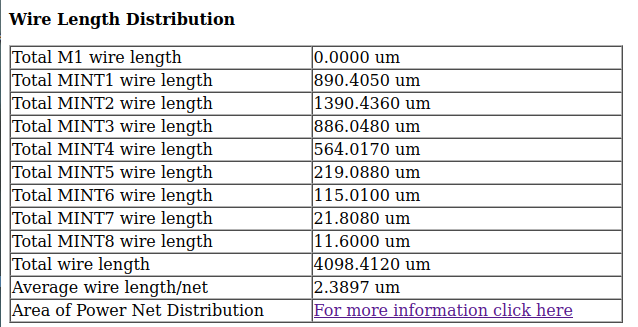 Wire Length Distribution
Total M1 wire length 0.0000 um
Total MINT1 wire length 890.4050 um
Total MINT2 wire length 1390.4360 um
Total MINT3 wire length 886.0480 um
Total MINT4 wire length 564.0170 um
Total MINT5 wire length 219.0880 um
Total MINT6 wire length 115.0100 um
Total MINT7 wire length 21.8080 um
Total MINT8 wire length 11.6000 um
Total wire length 4098.4120 um
Average wire length/net 2.3897 um
Area of Power Net Distribution For more information click here